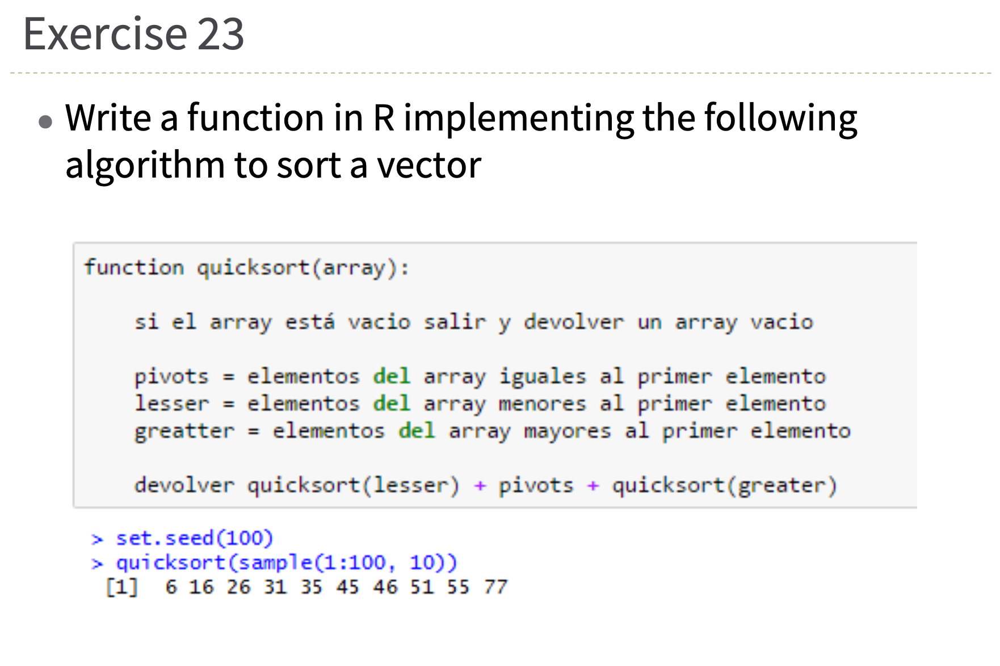 Exercise 23
• Write a function in R implementing the following
algorithm to sort a vector
function quicksort(array):
si el array está vacio salir y devolver un array vacio
pivots = elementos del array iguales al primer elemento
lesser = elementos del array menores al primer elemento
greatter = elementos del array mayores al primer elemento
devolver quicksort(lesser) + pivots + quicksort(greater)
> set.seed(100)
> quicksort(sample(1:100, 10))
[1] 6 16 26 31 35 45 46 51 55 77